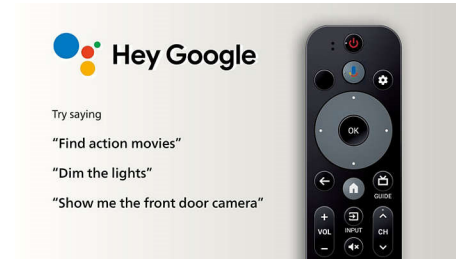 Hey Google
Try saying
“Find action movies”
“Dim the lights”
“Show me the front door camera”
OK
GUIDE
+
VOL
–
INPUT
CH